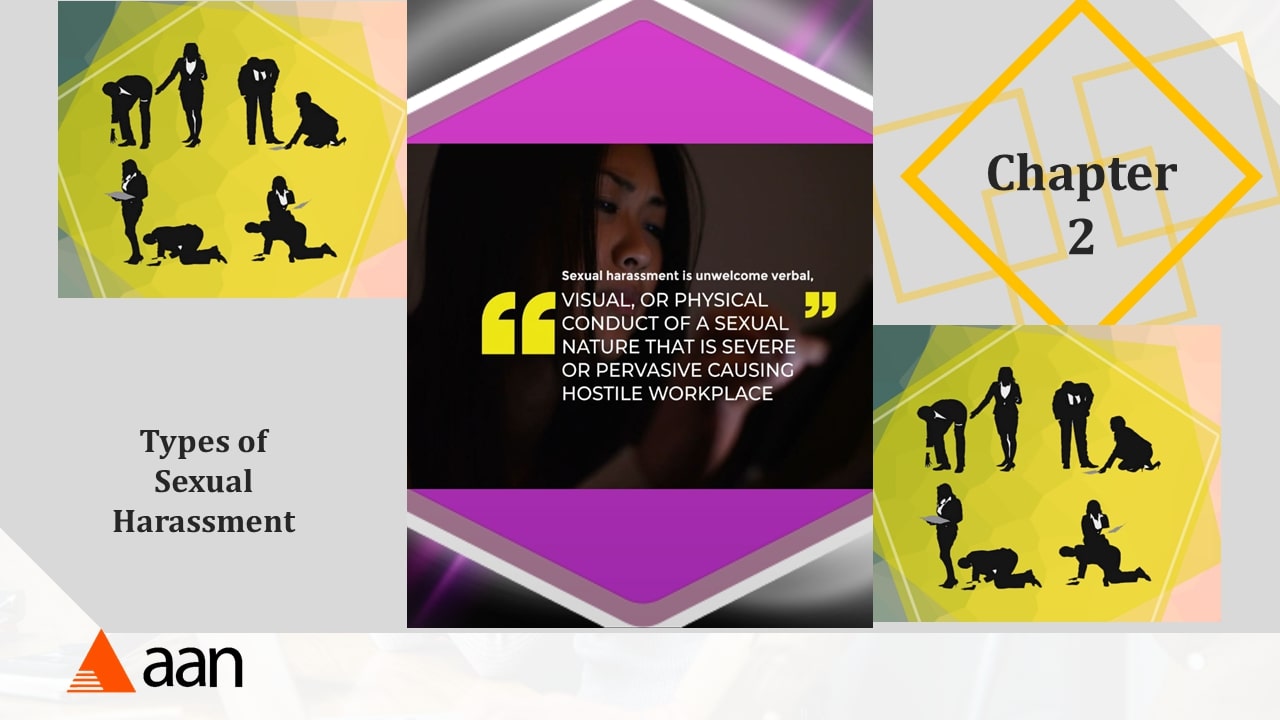 Chapter
2
Sexual harassment is unwelcome verbal,
“ VISUAL, OR PHYSICAL ”
CONDUCT OF A SEXUAL
NATURE THAT IS SEVERE
OR PERVASIVE CAUSING
HOSTILE WORKPLACE
Types of
Sexual
Harassment
aan